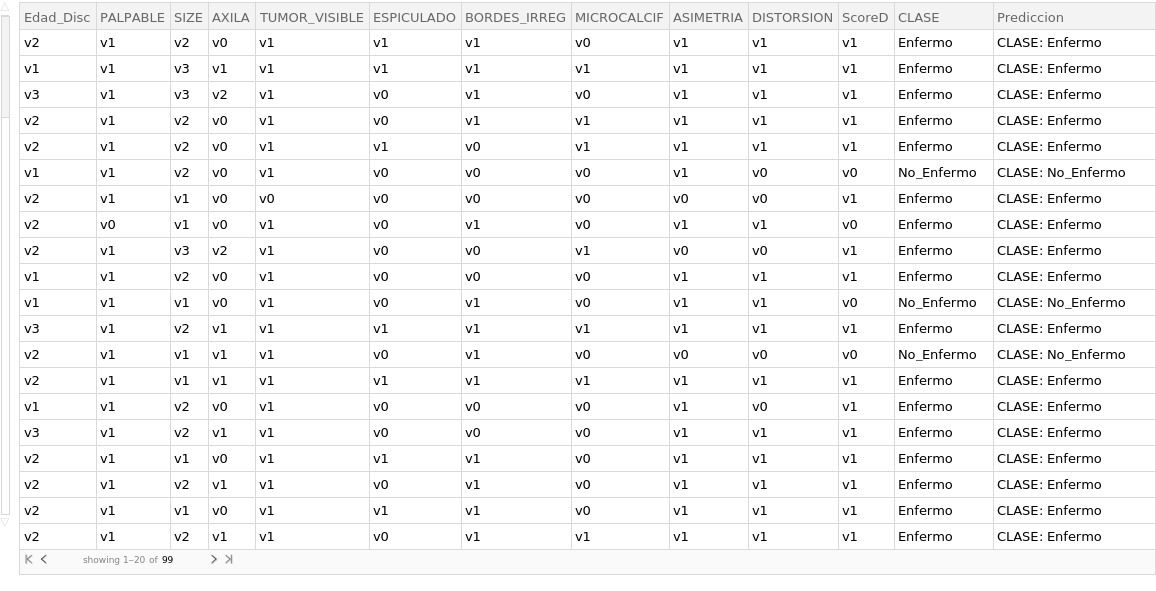 Edad_Disc PALPABLE SIZE AXILA TUMOR_VISIBLE ESPICULADO BORDES_IRREG MICROCALCIF ASIMETRIA DISTORSION ScoreD CLASE Prediccion
v2 v1 v2 v0 v1 v1 v1 v0 v1 v1 v1 Enfermo CLASE: Enfermo
v1 v1 v3 v1 v1 v1 v1 v1 v1 v1 v1 Enfermo CLASE: Enfermo
v3 v1 v3 v2 v1 v0 v1 v0 v1 v1 v1 Enfermo CLASE: Enfermo
v2 v1 v2 v0 v1 v0 v1 v1 v1 v1 v1 Enfermo CLASE: Enfermo
v2 v1 v2 v0 v1 v1 v0 v1 v1 v1 v1 Enfermo CLASE: Enfermo
v1 v1 v2 v0 v1 v0 v0 v0 v1 v0 v0 No_Enfermo CLASE: No_Enfermo
v2 v1 v1 v0 v0 v0 v0 v0 v0 v0 v1 Enfermo CLASE: Enfermo
v2 v0 v1 v0 v1 v0 v1 v0 v1 v1 v0 Enfermo CLASE: Enfermo
v2 v1 v3 v2 v1 v0 v0 v1 v0 v0 v1 Enfermo CLASE: Enfermo
v1 v1 v2 v0 v1 v0 v0 v0 v1 v1 v1 Enfermo CLASE: Enfermo
v1 v1 v1 v0 v1 v0 v1 v0 v1 v1 v0 No_Enfermo CLASE: No_Enfermo
v3 v1 v2 v1 v1 v1 v1 v1 v1 v1 v1 Enfermo CLASE: Enfermo
v2 v1 v1 v1 v1 v0 v1 v0 v0 v0 v0 No_Enfermo CLASE: No_Enfermo
v2 v1 v1 v1 v1 v1 v1 v1 v1 v1 v1 Enfermo CLASE: Enfermo
v1 v1 v2 v0 v1 v0 v0 v0 v1 v0 v1 Enfermo CLASE: Enfermo
v3 v1 v2 v1 v1 v0 v0 v0 v1 v1 v1 Enfermo CLASE: Enfermo
v2 v1 v1 v0 v1 v1 v1 v0 v1 v1 v1 Enfermo CLASE: Enfermo
v2 v1 v2 v1 v1 v0 v1 v0 v1 v1 v1 Enfermo CLASE: Enfermo
v2 v1 v1 v0 v1 v1 v1 v0 v1 v1 v1 Enfermo CLASE: Enfermo
v2 v1 v2 v1 v1 v0 v1 v1 v1 v1 v1 Enfermo CLASE: Enfermo
showing 1–20 of 99